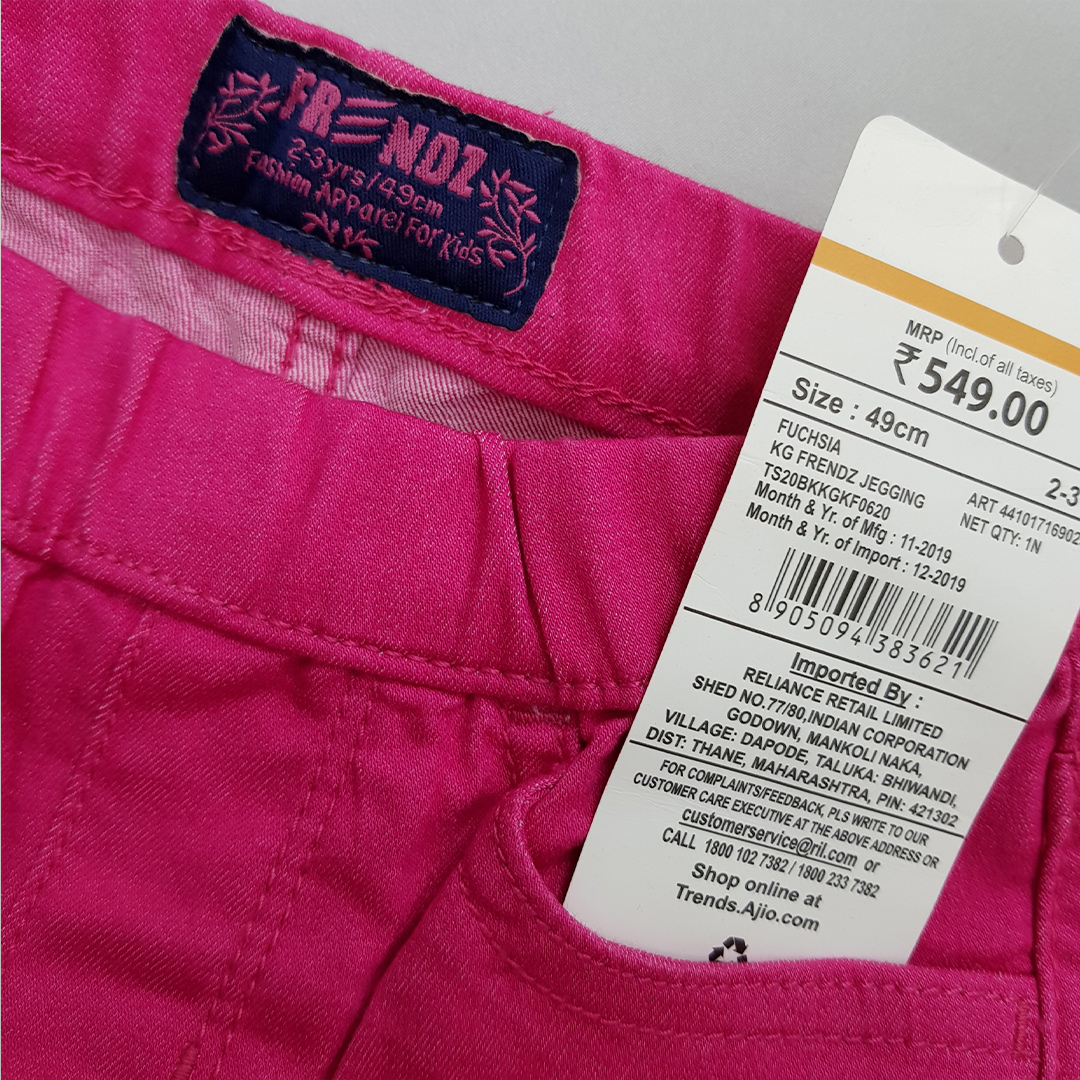 FRENDZ
2-3yrs/49cm
Fashion APParel For Kids
MRP (Incl.of all taxes)
₹549.00
Size : 49cm
2-3
FUCHSIA
KG FRENDZ JEGGING
TS20BKKGKF0620
ART 44101716902
NET QTY: 1N
Month & Yr. of Mfg : 11-2019
Month & Yr. of Import : 12-2019
8 905094 383621
Imported By :
RELIANCE RETAIL LIMITED
SHED NO.77/80,INDIAN CORPORATION
GODOWN, MANKOLI NAKA,
VILLAGE: DAPODE, TALUKA: BHIWANDI,
DIST: THANE, MAHARASHTRA, PIN: 421302
FOR COMPLAINTS/FEEDBACK, PLS WRITE TO OUR
CUSTOMER CARE EXECUTIVE AT THE ABOVE ADDRESS OR
customerservice@ril.com or
CALL 1800 102 7382 / 1800 233 7382
Shop online at
Trends.Ajio.com